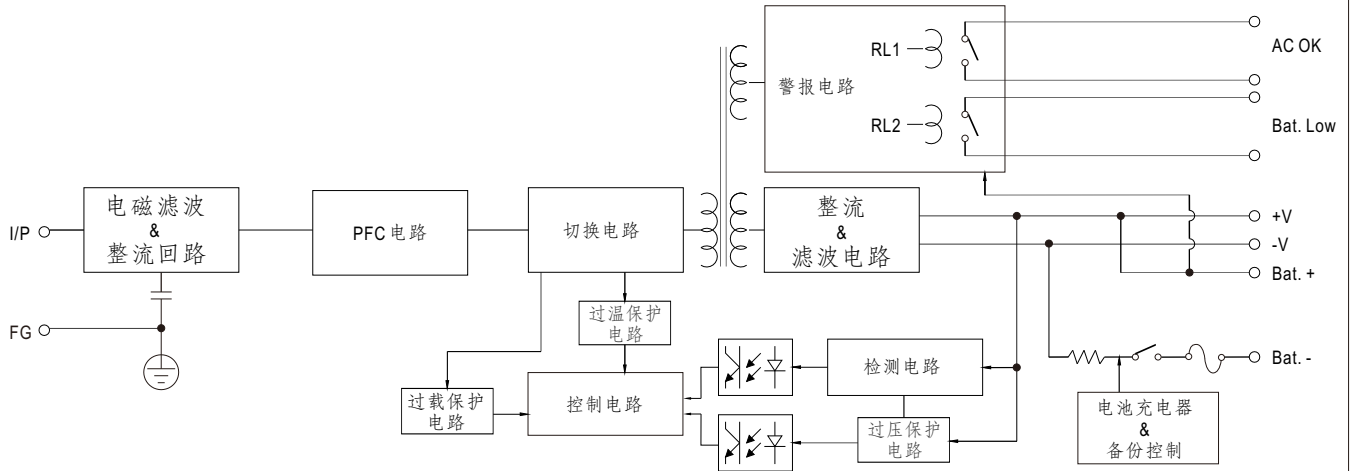 AC OK
RL1
警报电路
RL2
Bat. Low
电磁滤波
&
整流回路
I/P
PFC 电路
切换电路
整流
&
滤波电路
+V
-V
Bat. +
FG
过温保护
电路
检测电路
Bat. -
过载保护
电路
控制电路
过压保护
电路
电池充电器
&
备份控制